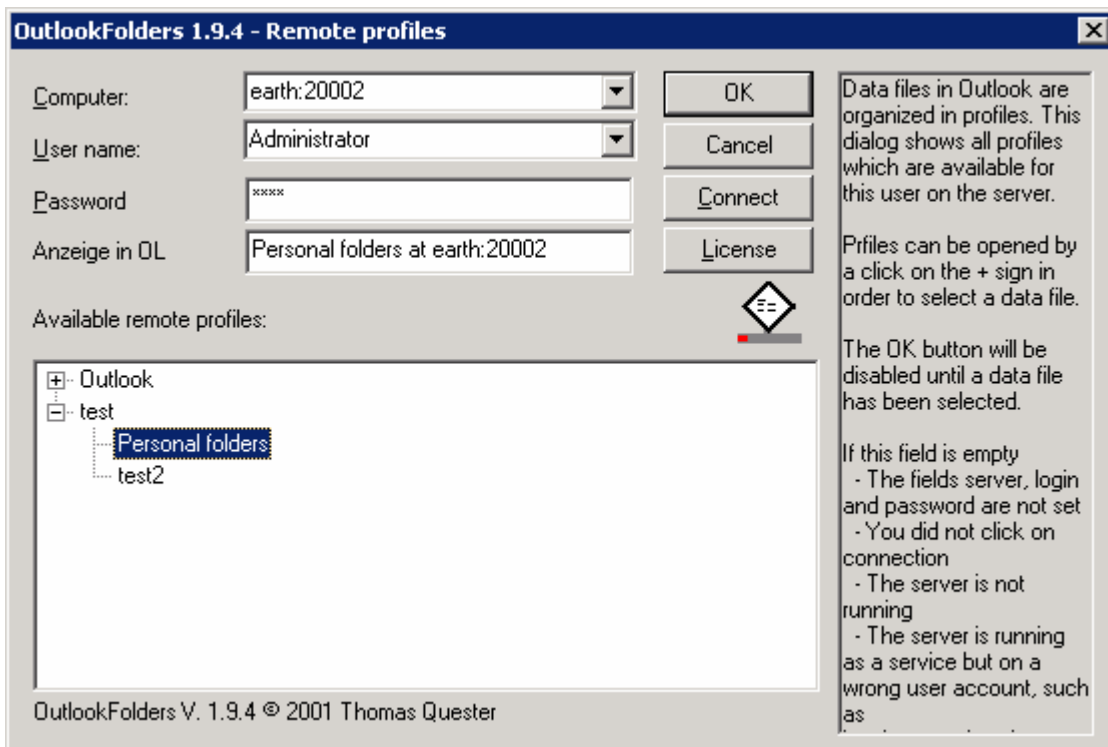 OutlookFolders 1.9.4 - Remote profiles
Computer:
earth:20002
OK
User name:
Administrator
Cancel
Password
****
Connect
Anzeige in OL
Personal folders at earth:20002
License
Available remote profiles:
Outlook
test
Personal folders
test2
OutlookFolders V. 1.9.4 © 2001 Thomas Quester
Data files in Outlook are
organized in profiles. This
dialog shows all profiles
which are available for
this user on the server.
Prfiles can be opened by
a click on the + sign in
order to select a data file.
The OK button will be
disabled until a data file
has been selected.
If this field is empty
- The fields server, login
and password are not set
- You did not click on
connection
- The server is not
running
- The server is running
as a service but on a
wrong user account, such
as